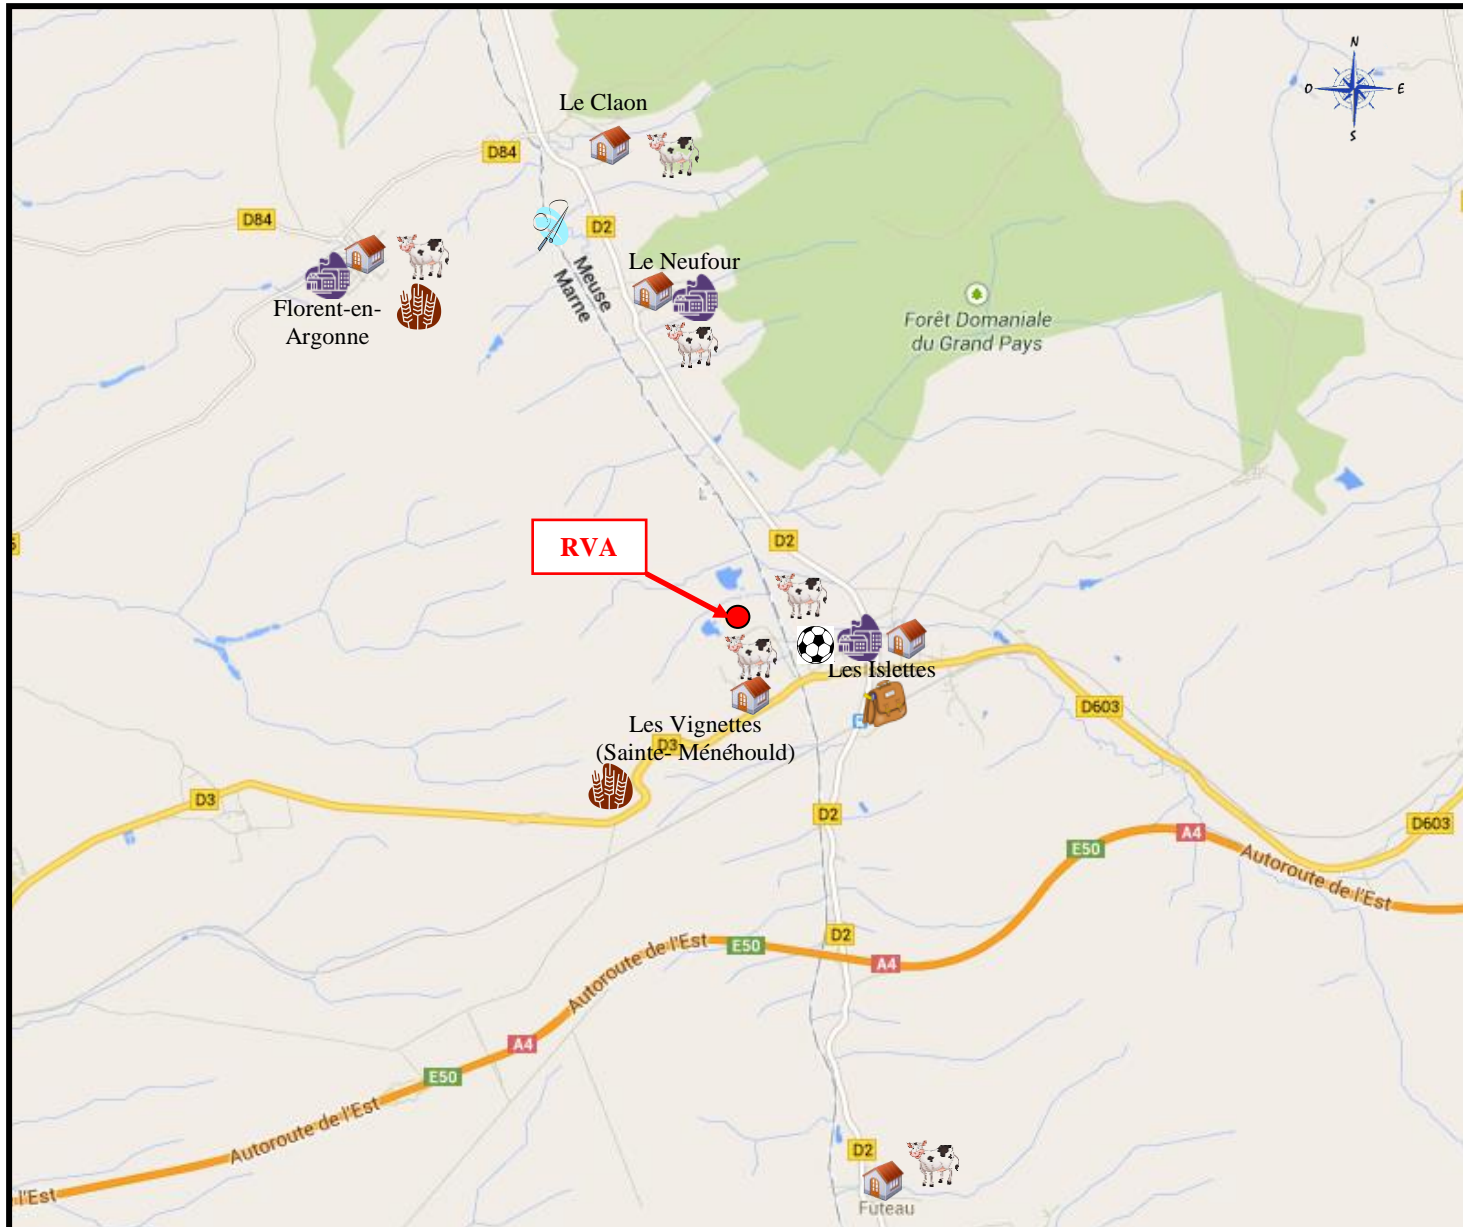 N
O
E
S
Le Claon
D84
D84
D2
Le Neufour
Meuse
Marne
Florent-en-
Argonne
Forêt Domaniale
du Grand Pays
RVA
D2
Les Islettes
Les Vignettes
(Sainte- Ménéhould)
D3
D603
D3
D2
D603
A4
E50
Autoroute de l'Est
D2
Autoroute de l'Est
E50
A4
A4
E50
Autoroute de l'Est
l'Est
D2
Futeau